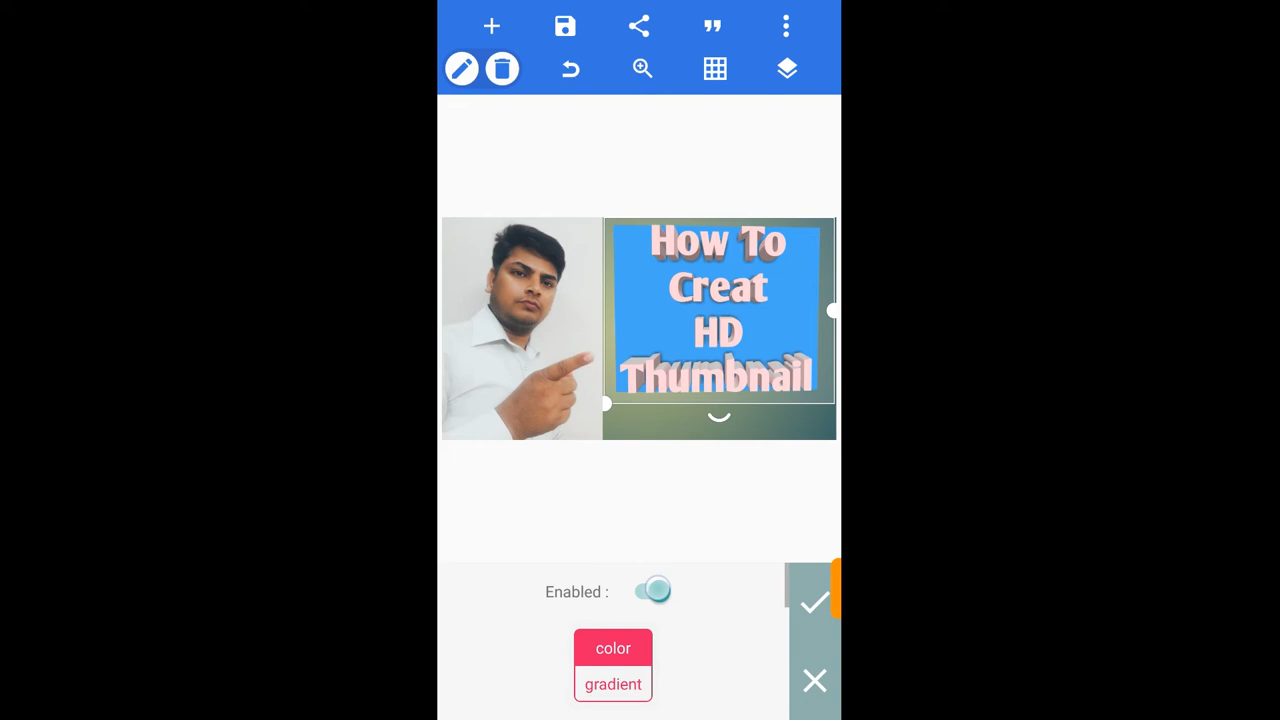 How To
Creat
HD
Thumbnail
Enabled :
color
gradient